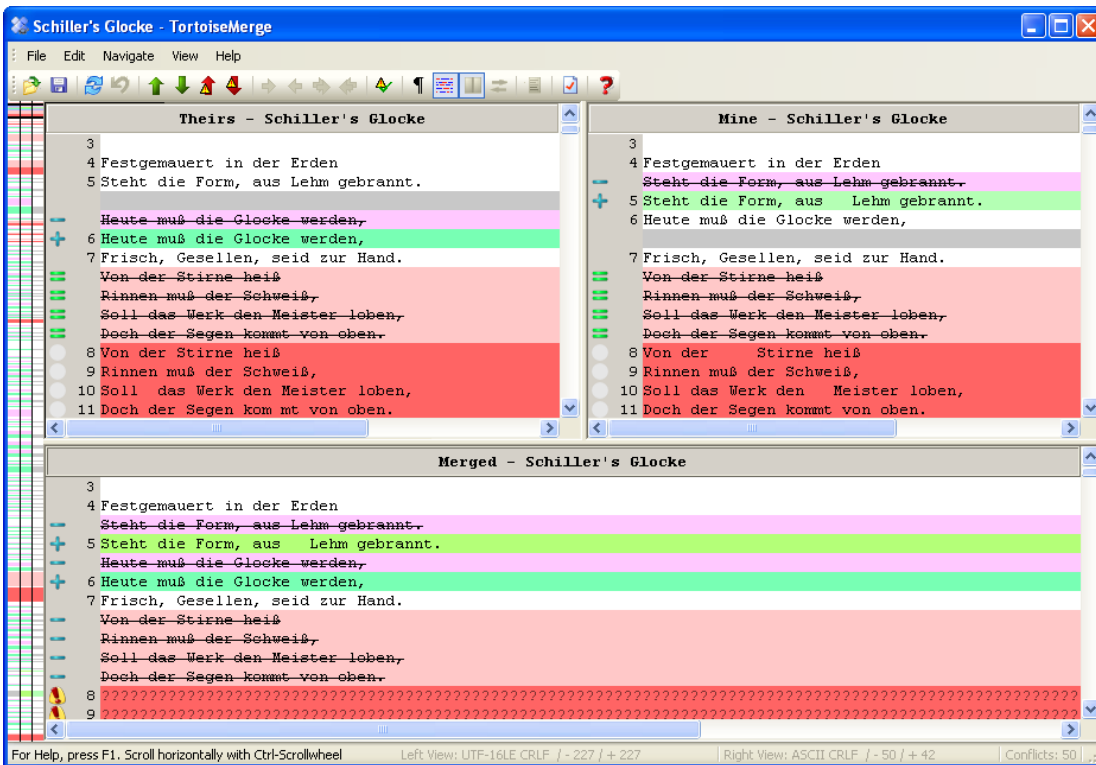 Schiller's Glocke - TortoiseMerge
File Edit Navigate View Help
Theirs - Schiller's Glocke
3
4 Festgemauert in der Erden
5 Steht die Form, aus Lehm gebrannt.
Heute muß die Glocke werden,
6 Heute muß die Glocke werden,
7 Frisch, Gesellen, seid zur Hand.
Von der Stirne heiß
Rinnen muß der Schweiß,
Soll das Werk den Meister loben,
Doch der Segen kommt von oben.
8 Von der Stirne heiß
9 Rinnen muß der Schweiß,
10 Soll  das Werk den Meister loben,
11 Doch der Segen kom mt von oben.
Mine - Schiller's Glocke
3
4 Festgemauert in der Erden
Steht die Form, aus Lehm gebrannt.
5 Steht die Form, aus   Lehm gebrannt.
6 Heute muß die Glocke werden,
7 Frisch, Gesellen, seid zur Hand.
Von der Stirne heiß
Rinnen muß der Schweiß,
Soll das Werk den Meister loben,
Doch der Segen kommt von oben.
8 Von der     Stirne heiß
9 Rinnen muß der Schweiß,
10 Soll das Werk den   Meister loben,
11 Doch der Segen kommt von oben.
Merged - Schiller's Glocke
3
4 Festgemauert in der Erden
Steht die Form, aus Lehm gebrannt.
5 Steht die Form, aus   Lehm gebrannt.
Heute muß die Glocke werden,
6 Heute muß die Glocke werden,
7 Frisch, Gesellen, seid zur Hand.
Von der Stirne heiß
Rinnen muß der Schweiß,
Soll das Werk den Meister loben,
Doch der Segen kommt von oben.
8 ??????????????????????????????????????????????????????????????????????????????????????????????????????
9 ??????????????????????????????????????????????????????????????????????????????????????????????????????
For Help, press F1. Scroll horizontally with Ctrl-Scrollwheel Left View: UTF-16LE CRLF / - 227 / + 227 Right View: ASCII CRLF / - 50 / + 42 Conflicts: 50